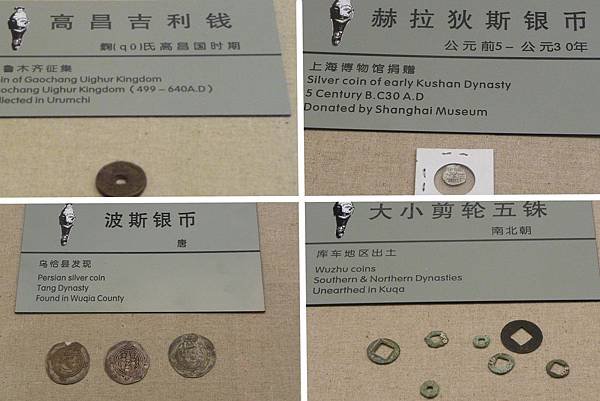 高昌吉利钱
麴(qū)氏高昌国时期
鲁木齐征集
in of Gaochang Uighur Kingdom
ochang Uighur Kingdom（499－640A.D）
llected in Urumchi
赫拉狄斯银币
公元前5－公元30年
上海博物馆捐赠
Silver coin of early Kushan Dynasty
5 Century B.C30 A.D
Donated by Shanghai Museum
波斯银币
唐
乌恰县发现
Persian silver coin
Tang Dynasty
Found in Wuqia County
大小剪轮五铢
南北朝
库车地区出土
Wuzhu coins
Southern & Northern Dynasties
Unearthed in Kuqa